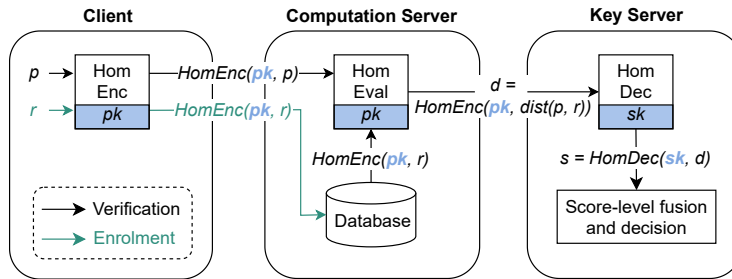 Client
Computation Server
Key Server
p
Hom
Enc
pk
HomEnc(pk, p)
r
HomEnc(pk, r)
Hom
Eval
pk
d =
HomEnc(pk, dist(p, r))
Hom
Dec
sk
HomEnc(pk, r)
s = HomDec(sk, d)
Database
Score-level fusion
and decision
Verification
Enrolment